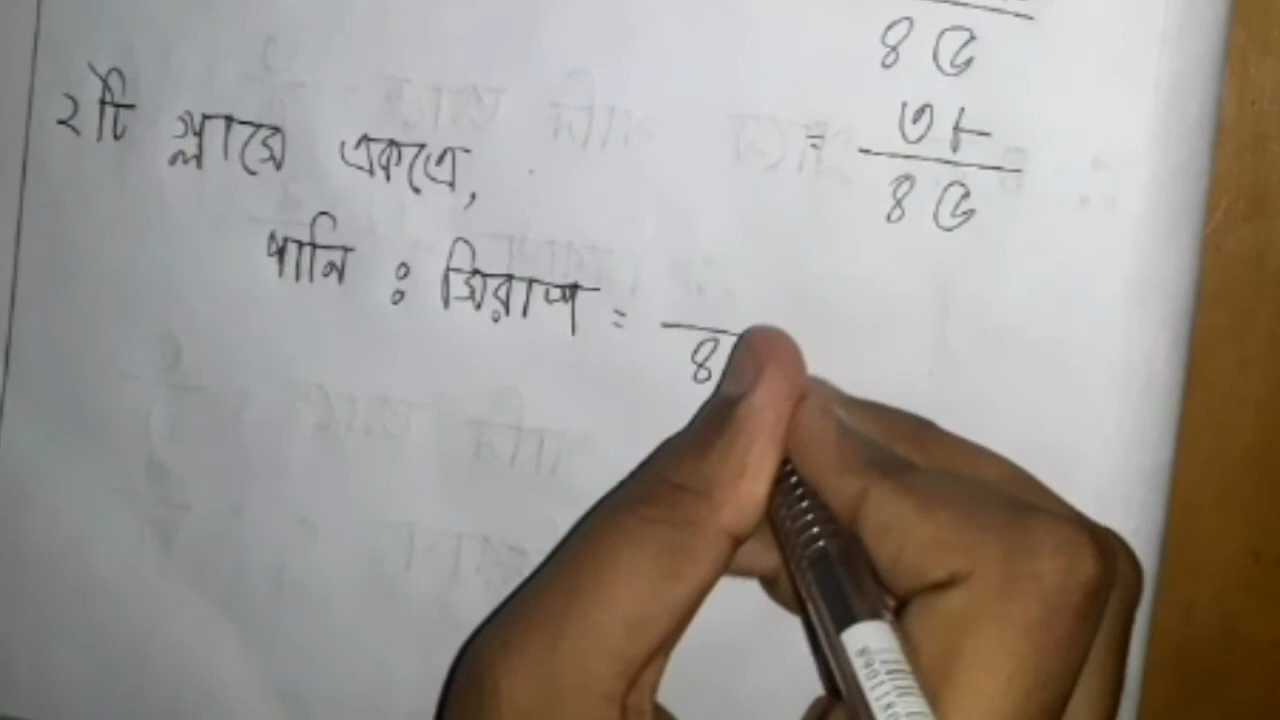 ৪৫
= ৩৮
৪৫
২টি গ্লাসে একত্রে,
পানি : সিরাপ =
৪